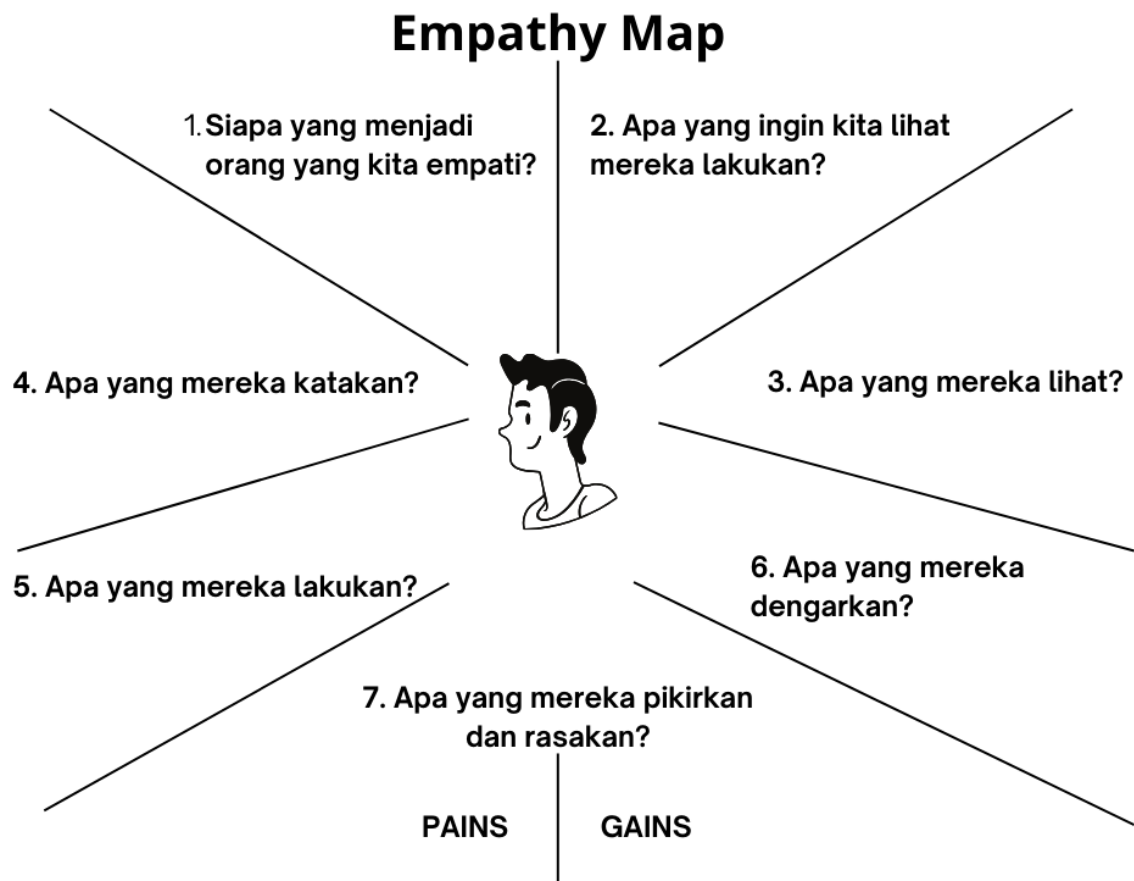 Empathy Map
1. Siapa yang menjadi
orang yang kita empati?
2. Apa yang ingin kita lihat
mereka lakukan?
4. Apa yang mereka katakan?
3. Apa yang mereka lihat?
5. Apa yang mereka lakukan?
6. Apa yang mereka
dengarkan?
7. Apa yang mereka pikirkan
dan rasakan?
PAINS
GAINS